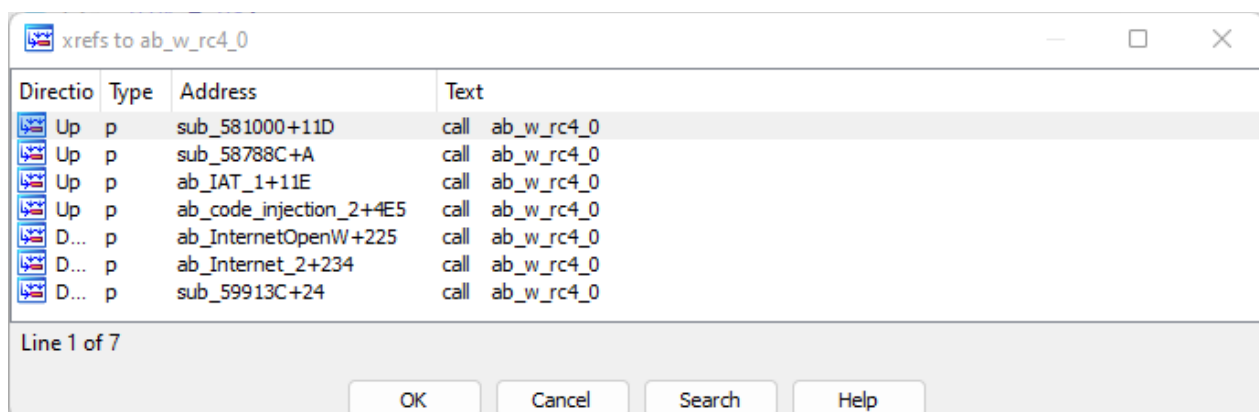 xrefs to ab_w_rc4_0
Directio Type Address Text
Up p sub_581000+11D call ab_w_rc4_0
Up p sub_58788C+A call ab_w_rc4_0
Up p ab_IAT_1+11E call ab_w_rc4_0
Up p ab_code_injection_2+4E5 call ab_w_rc4_0
D... p ab_InternetOpenW+225 call ab_w_rc4_0
D... p ab_Internet_2+234 call ab_w_rc4_0
D... p sub_59913C+24 call ab_w_rc4_0
Line 1 of 7
OK Cancel Search Help